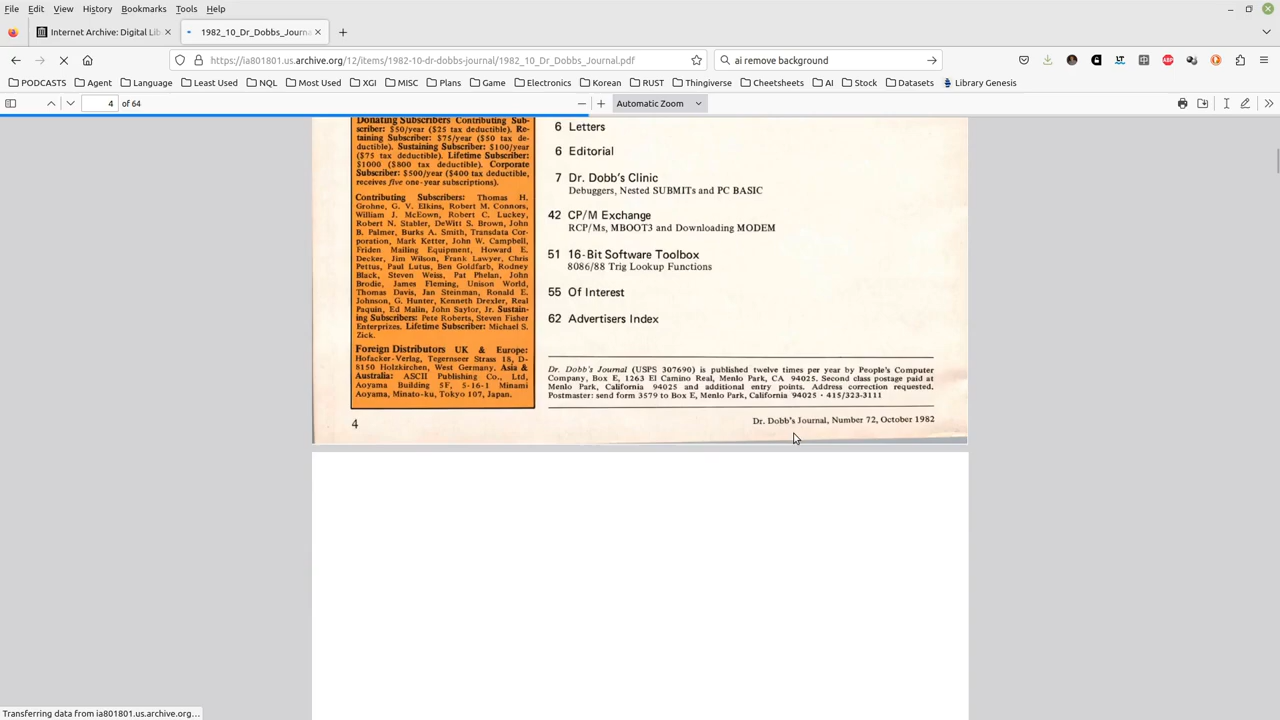 File Edit View History Bookmarks Tools Help
Internet Archive: Digital Lib
1982_10_Dr_Dobbs_Journa
https://ia801801.us.archive.org/12/items/1982-10-dr-dobbs-journal/1982_10_Dr_Dobbs_Journal.pdf
ai remove background
PODCASTS Agent Language Least Used NQL Most Used XGI MISC Plans Game Electronics Korean RUST Thingiverse Cheetsheets AI Stock Datasets Library Genesis
4 of 64
Automatic Zoom
Donating Subscribers Contributing Sub-
scriber: $50/year ($25 tax deductible). Re-
taining Subscriber: $75/year ($50 tax de-
ductible). Sustaining Subscriber: $100/year
($75 tax deductible). Lifetime Subscriber:
$1000 ($800 tax deductible). Corporate
Subscriber: $500/year ($400 tax deductible,
receives five one-year subscriptions).
Contributing Subscribers: Thomas H.
Grohne, G. V. Elkins, Robert M. Connors,
William J. McEown, Robert C. Luckey,
Robert N. Stabler, DeWitt S. Brown, John
B. Palmer, Burks A. Smith, Transdata Cor-
poration, Mark Ketter, John W. Campbell,
Friden Mailing Equipment, Howard E.
Decker, Jim Wilson, Frank Lawyer, Chris
Pettus, Paul Lutus, Ben Goldfarb, Rodney
Black, Steven Weiss, Pat Phelan, John
Brodie, James Fleming, Unison World,
Thomas Davis, Jan Steinman, Ronald E.
Johnson, G. Hunter, Kenneth Drexler, Real
Paquin, Ed Malin, John Saylor, Jr. Sustain-
ing Subscribers: Pete Roberts, Steven Fisher
Enterprizes. Lifetime Subscriber: Michael S.
Zick.
Foreign Distributors UK & Europe:
Hofacker-Verlag, Tegernseer Strass 18, D-
8150 Holzkirchen, West Germany. Asia &
Australia: ASCII Publishing Co., Ltd,
Aoyama Building 5F, 5-16-1 Minami
Aoyama, Minato-ku, Tokyo 107, Japan.
6 Letters
6 Editorial
7 Dr. Dobb's Clinic
Debuggers, Nested SUBMITs and PC BASIC
42 CP/M Exchange
RCP/Ms, MBOOT3 and Downloading MODEM
51 16-Bit Software Toolbox
8086/88 Trig Lookup Functions
55 Of Interest
62 Advertisers Index
Dr. Dobb's Journal (USPS 307690) is published twelve times per year by People's Computer
Company, Box E, 1263 El Camino Real, Menlo Park, CA 94025. Second class postage paid at
Menlo Park, California 94025 and additional entry points. Address correction requested.
Postmaster: send form 3579 to Box E, Menlo Park, California 94025 · 415/323-3111
4
Dr. Dobb's Journal, Number 72, October 1982
Transferring data from ia801801.us.archive.org…